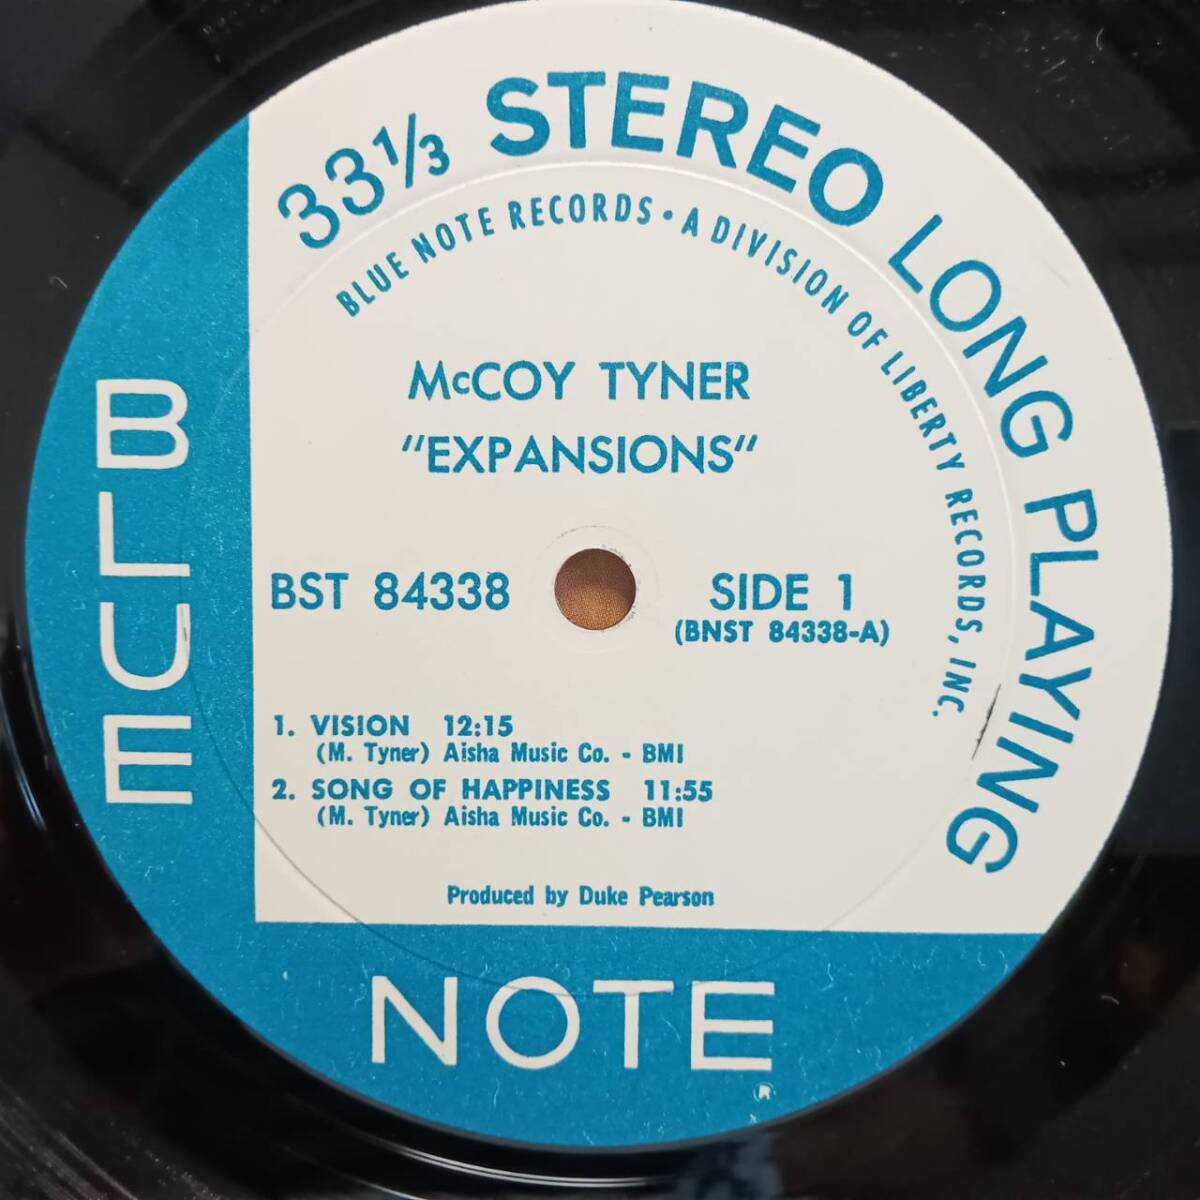 33⅓ STEREO LONG PLAYING
BLUE NOTE RECORDS • A DIVISION OF LIBERTY RECORDS, INC.
McCOY TYNER
"EXPANSIONS"
BST 84338
SIDE 1
(BNST 84338-A)
1. VISION 12:15
(M. Tyner) Aisha Music Co. - BMI
2. SONG OF HAPPINESS 11:55
(M. Tyner) Aisha Music Co. - BMI
Produced by Duke Pearson
BLUE
NOTE
®